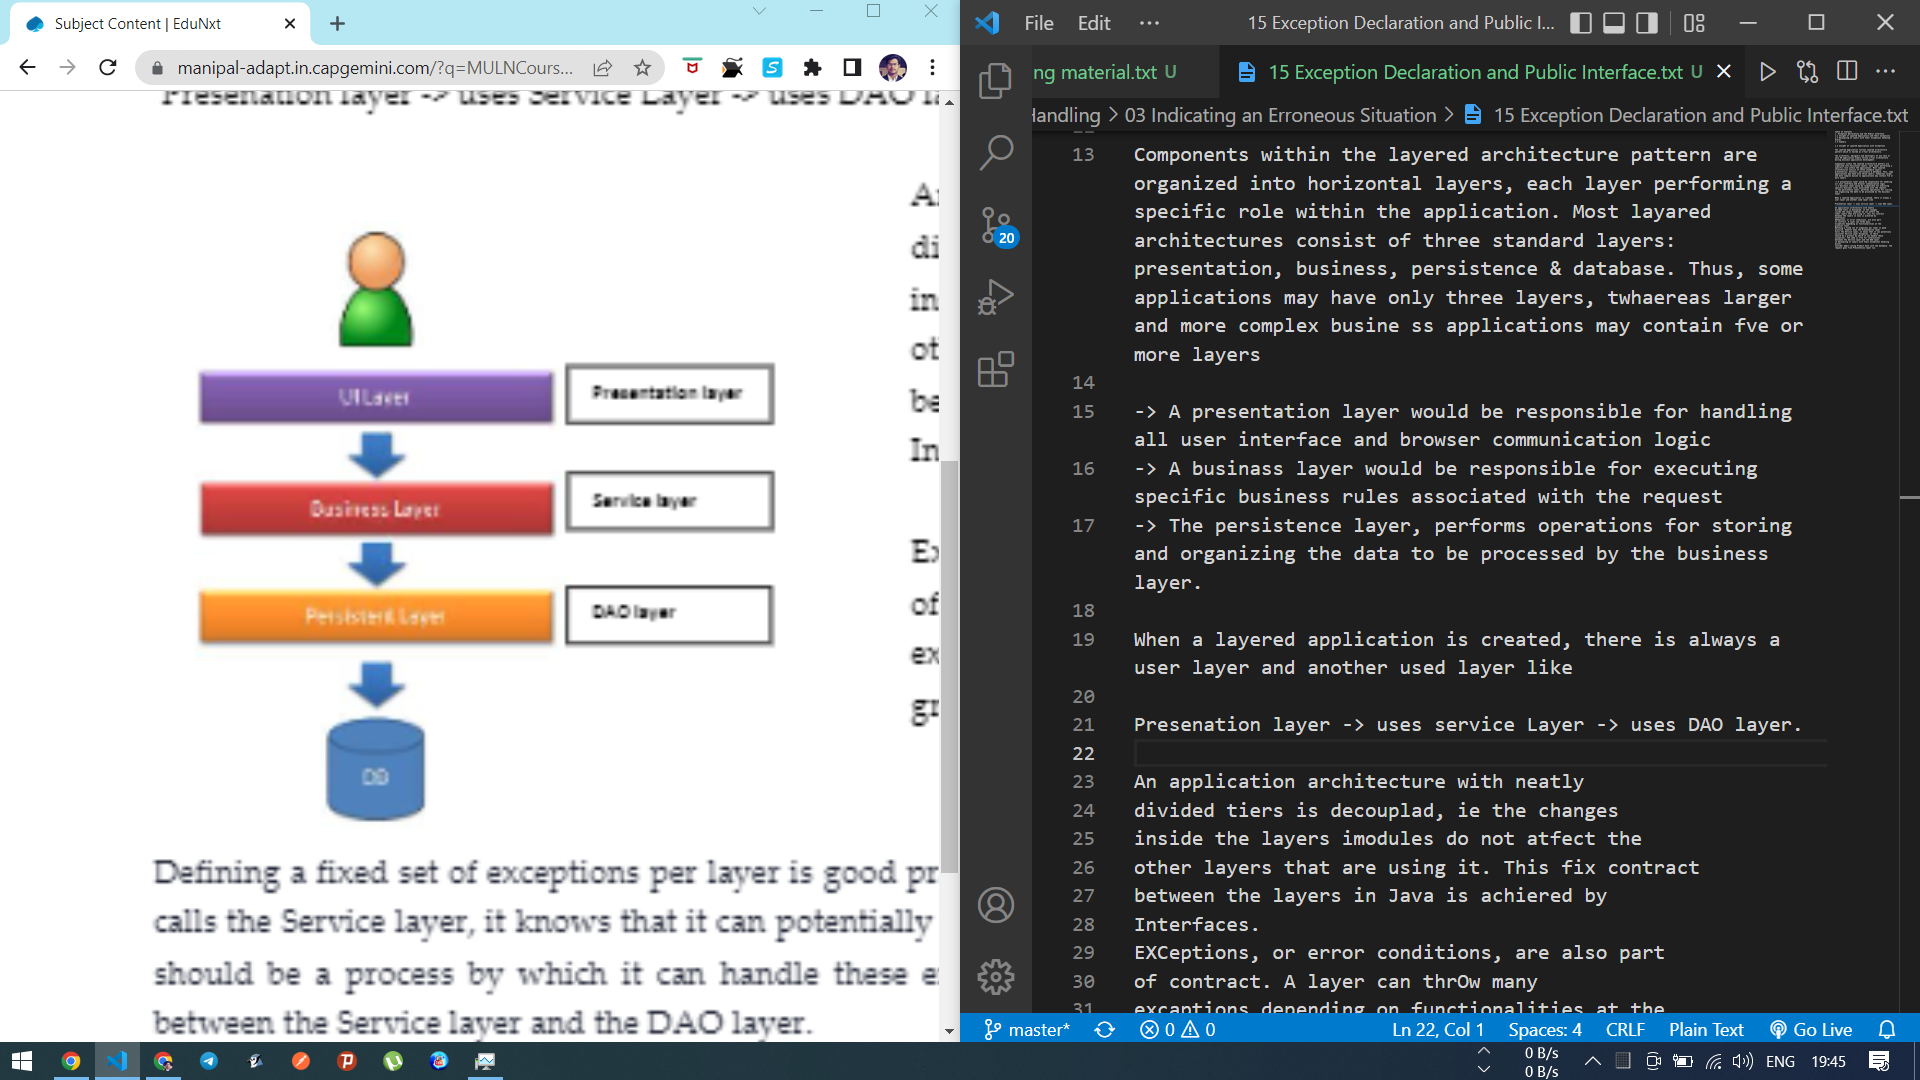 Subject Content | EduNxt
File Edit ···
15 Exception Declaration and Public I...
manipal-adapt.in.capgemini.com/?q=MULNCours...
ng material.txt U
15 Exception Declaration and Public Interface.txt U
Handling > 03 Indicating an Erroneous Situation > 15 Exception Declaration and Public Interface.txt
Presenation layer -> uses Service Layer -> uses DAO la
di
in
ot
be
In
Ex
of
ex
gr
UI Layer
Presentation layer
Business Layer
Service layer
Persistent Layer
DAO layer
DB
Defining a fixed set of exceptions per layer is good pr
calls the Service layer, it knows that it can potentially
should be a process by which it can handle these e
between the Service layer and the DAO layer.
20
13 Components within the layered architecture pattern are
organized into horizontal layers, each layer performing a
specific role within the application. Most layared
architectures consist of three standard layers:
presentation, business, persistence & database. Thus, some
applications may have only three layers, twhaereas larger
and more complex busine ss applications may contain fve or
more layers
14
15 -> A presentation layer would be responsible for handling
all user interface and browser communication logic
16 -> A businass layer would be responsible for executing
specific business rules associated with the request
17 -> The persistence layer, performs operations for storing
and organizing the data to be processed by the business
layer.
18
19 When a layered application is created, there is always a
user layer and another used layer like
20
21 Presenation layer -> uses service Layer -> uses DAO layer.
22
23 An application architecture with neatly
24 divided tiers is decouplad, ie the changes
25 inside the layers imodules do not atfect the
26 other layers that are using it. This fix contract
27 between the layers in Java is achiered by
28 Interfaces.
29 EXCeptions, or error conditions, are also part
30 of contract. A layer can thrOw many
31 excaptions depending on functionalities at the
master* 0 0 Ln 22, Col 1 Spaces: 4 CRLF Plain Text Go Live
0 B/s
0 B/s
ENG 19:45